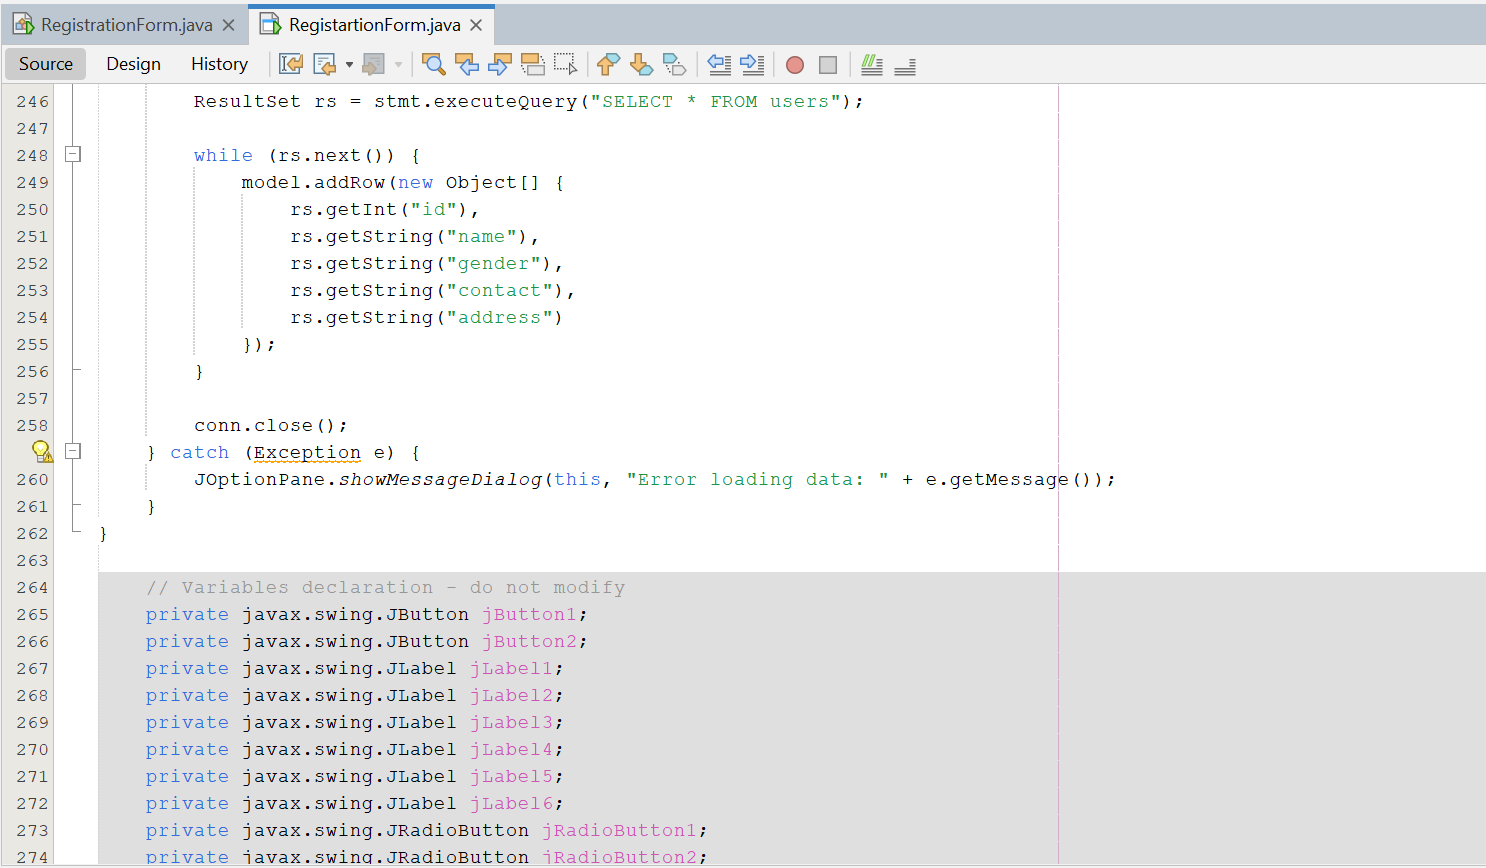 RegistrationForm.java RegistartionForm.java
Source Design History
246 ResultSet rs = stmt.executeQuery("SELECT * FROM users");
247
248 while (rs.next()) {
249 model.addRow(new Object[] {
250 rs.getInt("id"),
251 rs.getString("name"),
252 rs.getString("gender"),
253 rs.getString("contact"),
254 rs.getString("address")
255 });
256 }
257
258 conn.close();
} catch (Exception e) {
260 JOptionPane.showMessageDialog(this, "Error loading data: " + e.getMessage());
261 }
262 }
263
264 // Variables declaration - do not modify
265 private javax.swing.JButton jButton1;
266 private javax.swing.JButton jButton2;
267 private javax.swing.JLabel jLabel1;
268 private javax.swing.JLabel jLabel2;
269 private javax.swing.JLabel jLabel3;
270 private javax.swing.JLabel jLabel4;
271 private javax.swing.JLabel jLabel5;
272 private javax.swing.JLabel jLabel6;
273 private javax.swing.JRadioButton jRadioButton1;
274 private javax.swing.JRadioButton jRadioButton2;